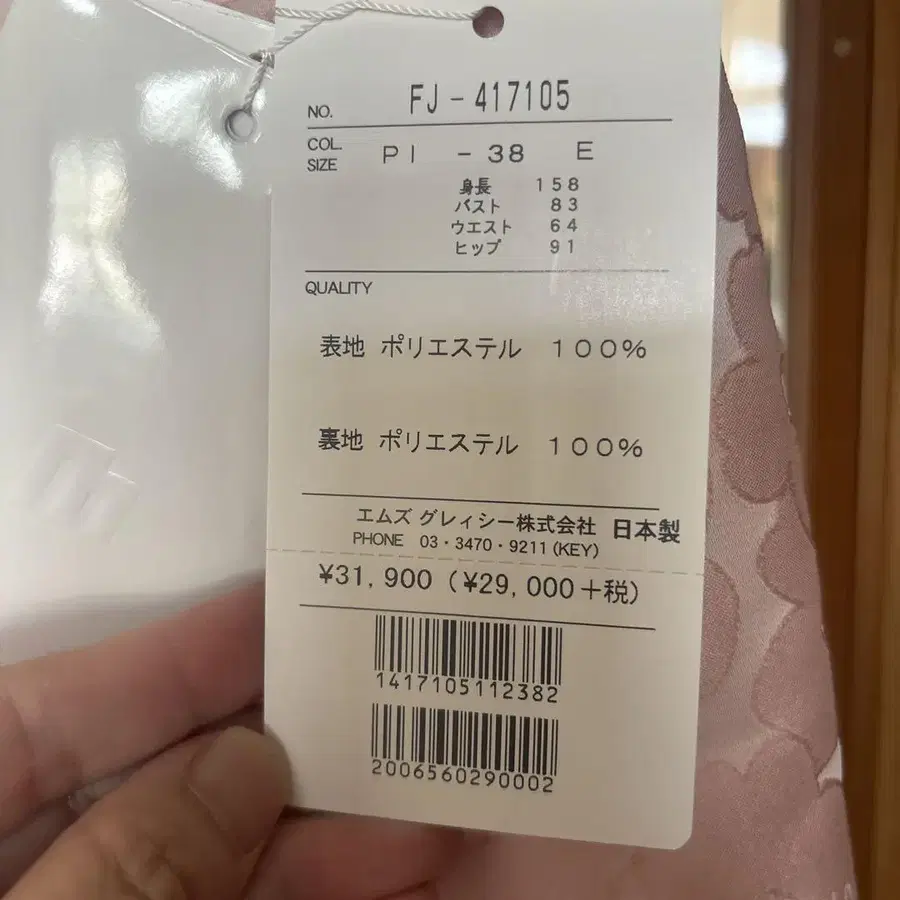 NO. FJ-417105
COL.
SIZE PI -38 E
身長 158
バスト 83
ウエスト 64
ヒップ 91
QUALITY
表地 ポリエステル 100%
裏地 ポリエステル 100%
エムズ グレィシー株式会社 日本製
PHONE 03・3470・9211(KEY)
¥31,900 (¥29,000+税)
1417105112382
2006560290002